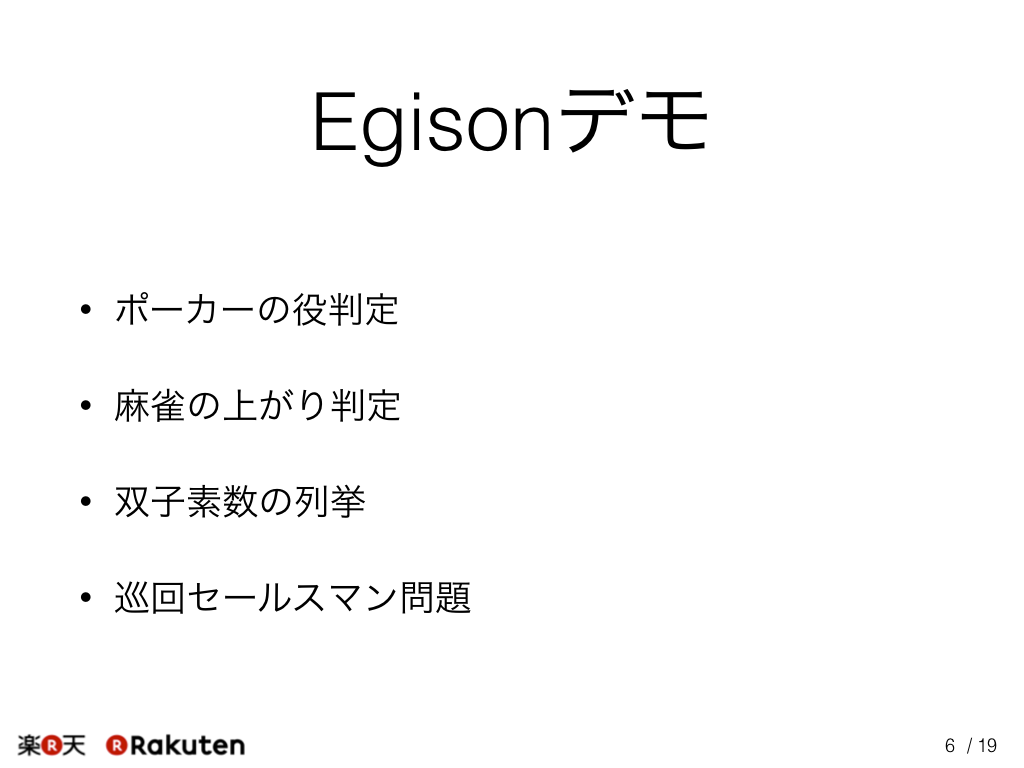 Egisonデモ
• ポーカーの役判定
• 麻雀の上がり判定
• 双子素数の列挙
• 巡回セールスマン問題
楽R天 R Rakuten 6 / 19